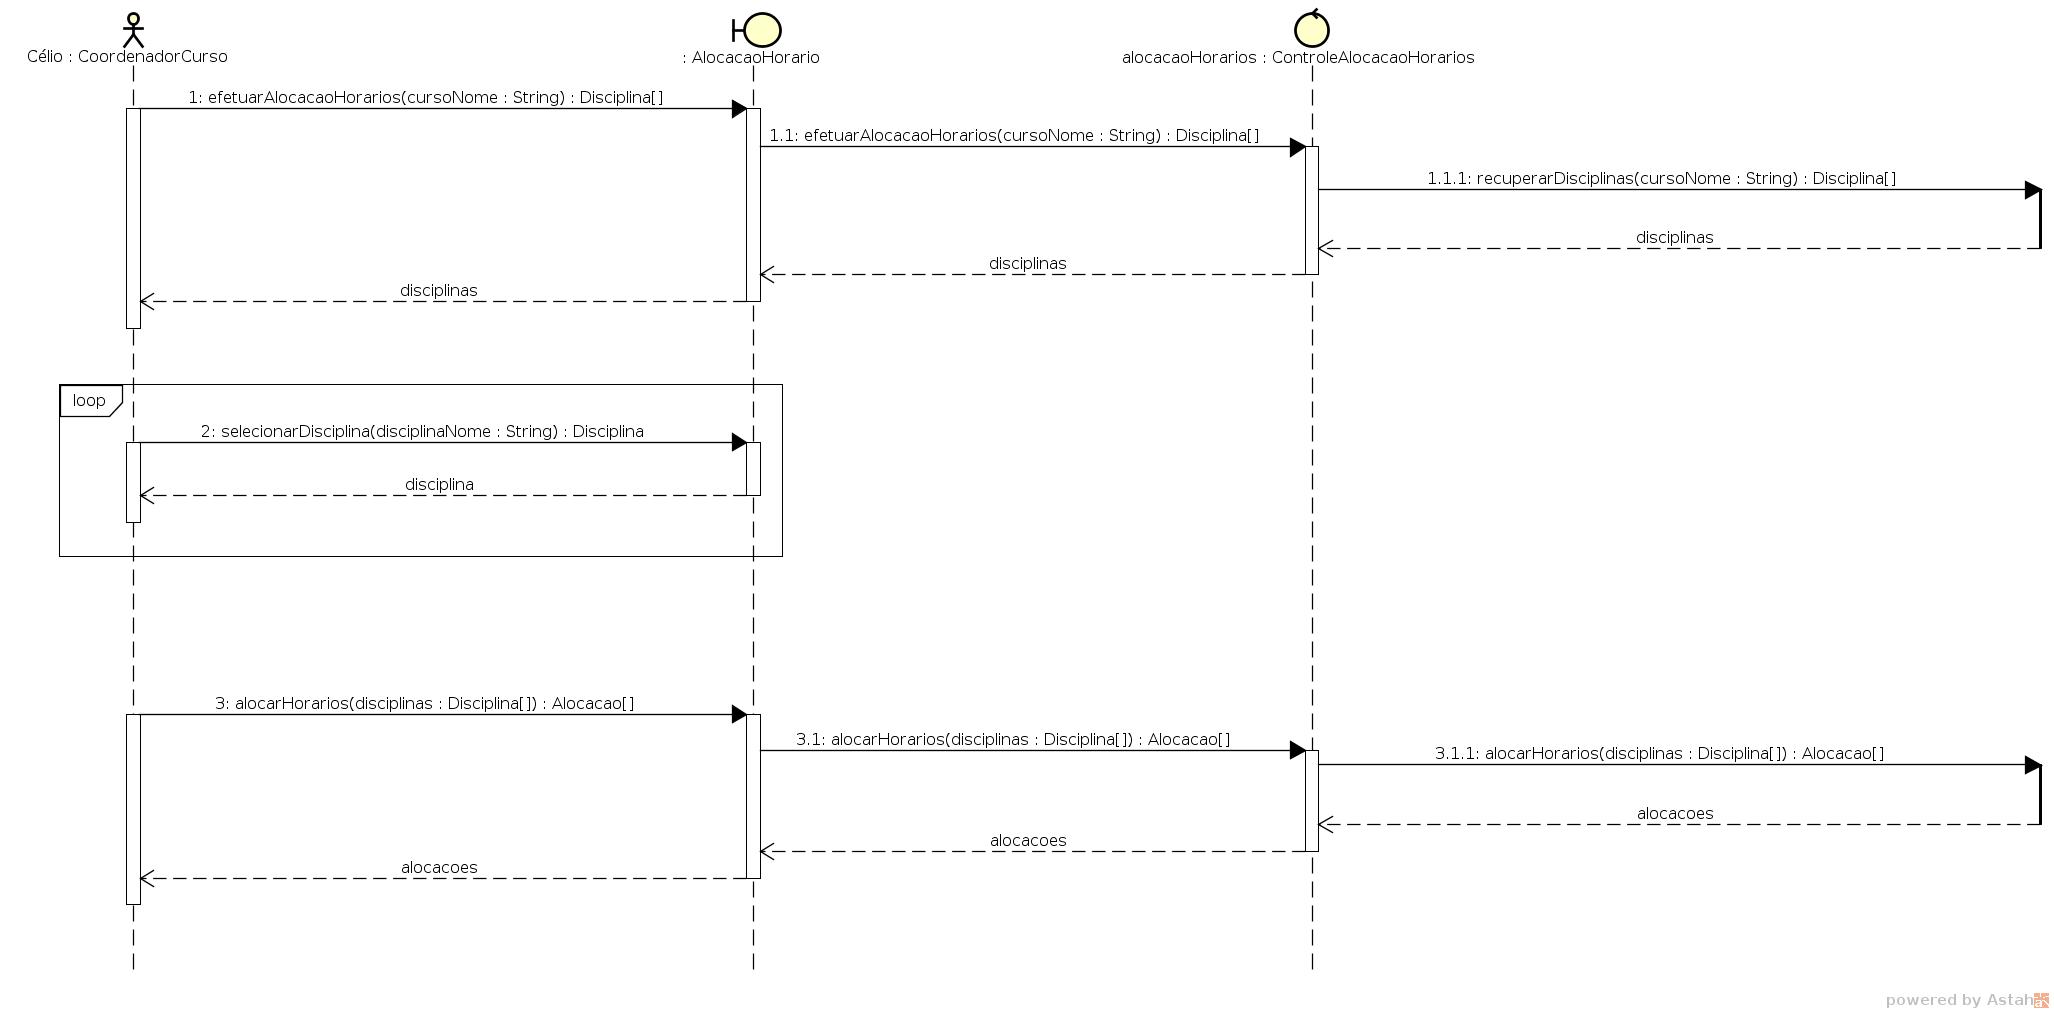 Célio : CoordenadorCurso
: AlocacaoHorario
alocacaoHorarios : ControleAlocacaoHorarios
1: efetuarAlocacaoHorarios(cursoNome : String) : Disciplina[]
1.1: efetuarAlocacaoHorarios(cursoNome : String) : Disciplina[]
1.1.1: recuperarDisciplinas(cursoNome : String) : Disciplina[]
disciplinas
disciplinas
disciplinas
loop
2: selecionarDisciplina(disciplinaNome : String) : Disciplina
disciplina
3: alocarHorarios(disciplinas : Disciplina[]) : Alocacao[]
3.1: alocarHorarios(disciplinas : Disciplina[]) : Alocacao[]
3.1.1: alocarHorarios(disciplinas : Disciplina[]) : Alocacao[]
alocacoes
alocacoes
alocacoes
powered by Astah